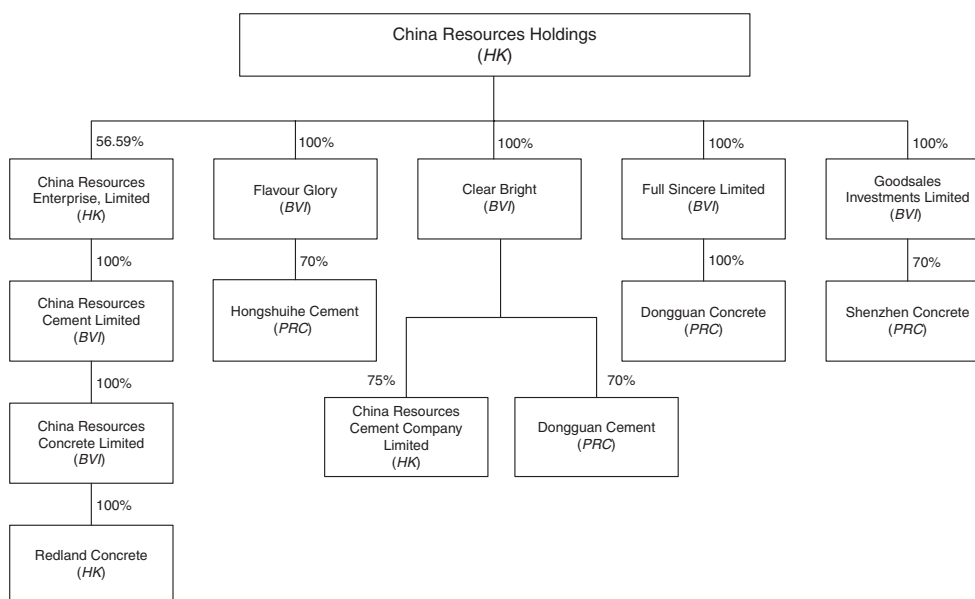 China Resources Holdings
(HK)
56.59%
100%
100%
100%
100%
China Resources
Enterprise, Limited
(HK)
Flavour Glory
(BVI)
Clear Bright
(BVI)
Full Sincere Limited
(BVI)
Goodsales
Investments Limited
(BVI)
100%
70%
100%
70%
China Resources
Cement Limited
(BVI)
Hongshuihe Cement
(PRC)
Dongguan Concrete
(PRC)
Shenzhen Concrete
(PRC)
100%
75%
70%
China Resources
Concrete Limited
(BVI)
China Resources
Cement Company
Limited
(HK)
Dongguan Cement
(PRC)
100%
Redland Concrete
(HK)